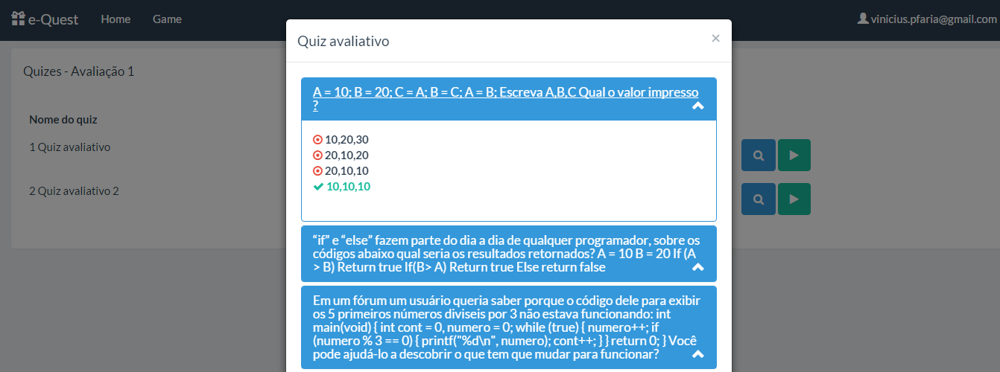 e-Quest Home Game vinicius.pfaria@gmail.com
Quiz avaliativo ×
Quizes - Avaliação 1
A = 10; B = 20; C = A; B = C; A = B; Escreva A,B,C Qual o valor impresso
?
Nome do quiz
10,20,30
1 Quiz avaliativo
20,10,20
20,10,10
10,10,10
2 Quiz avaliativo 2
“if” e “else” fazem parte do dia a dia de qualquer programador, sobre os
códigos abaixo qual seria os resultados retornados? A = 10 B = 20 If (A
> B) Return true If(B> A) Return true Else return false
Em um fórum um usuário queria saber porque o código dele para exibir
os 5 primeiros números diviseis por 3 não estava funcionando: int
main(void) { int cont = 0, numero = 0; while (true) { numero++; if
(numero % 3 == 0) { printf("%d\n", numero); cont++; } } return 0; } Você
pode ajudá-lo a descobrir o que tem que mudar para funcionar?